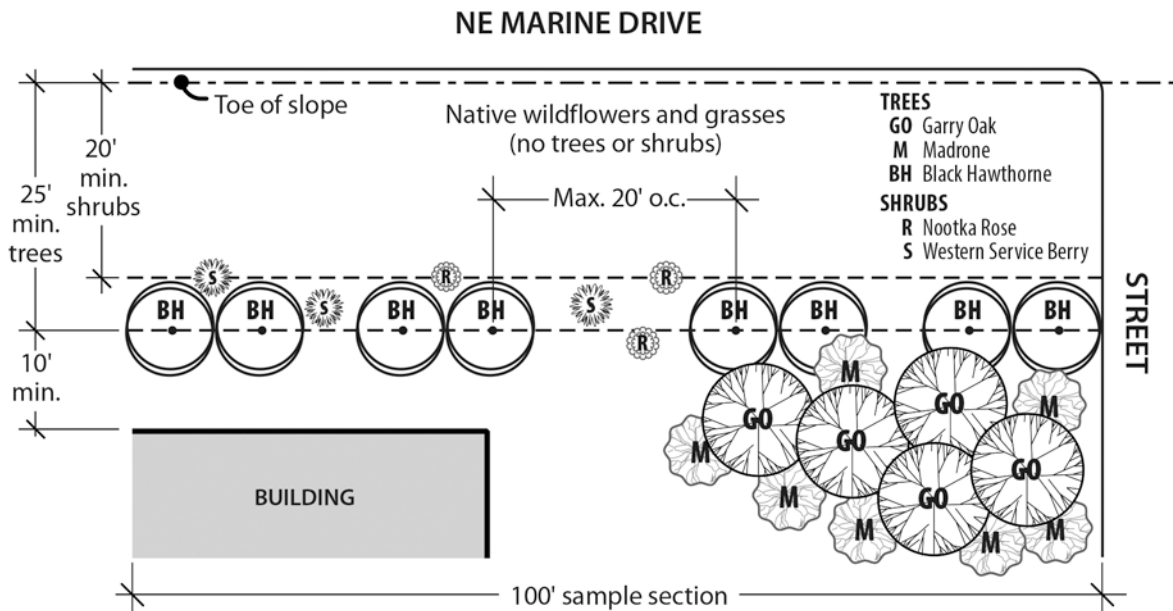 NE MARINE DRIVE
Toe of slope
Native wildflowers and grasses
(no trees or shrubs)
TREES
GO Garry Oak
M Madrone
BH Black Hawthorne
SHRUBS
R Nootka Rose
S Western Service Berry
20'
min.
shrubs
25'
min.
trees
Max. 20' o.c.
STREET
S
R
R
BH
BH
S
BH
BH
S
BH
BH
BH
BH
R
10'
min.
M
GO
M
GO
GO
M
GO
M
GO
M
M
M
M
BUILDING
100' sample section